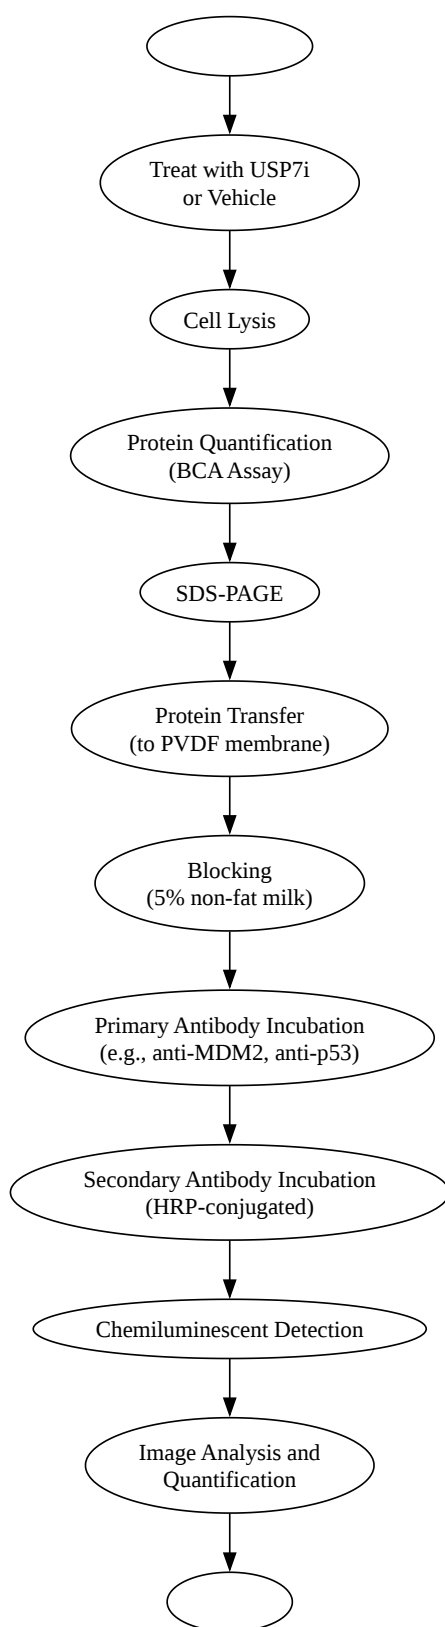 Treat with USP7i
or Vehicle
Cell Lysis
Protein Quantification
(BCA Assay)
SDS-PAGE
Protein Transfer
(to PVDF membrane)
Blocking
(5% non-fat milk)
Primary Antibody Incubation
(e.g., anti-MDM2, anti-p53)
Secondary Antibody Incubation
(HRP-conjugated)
Chemiluminescent Detection
Image Analysis and
Quantification